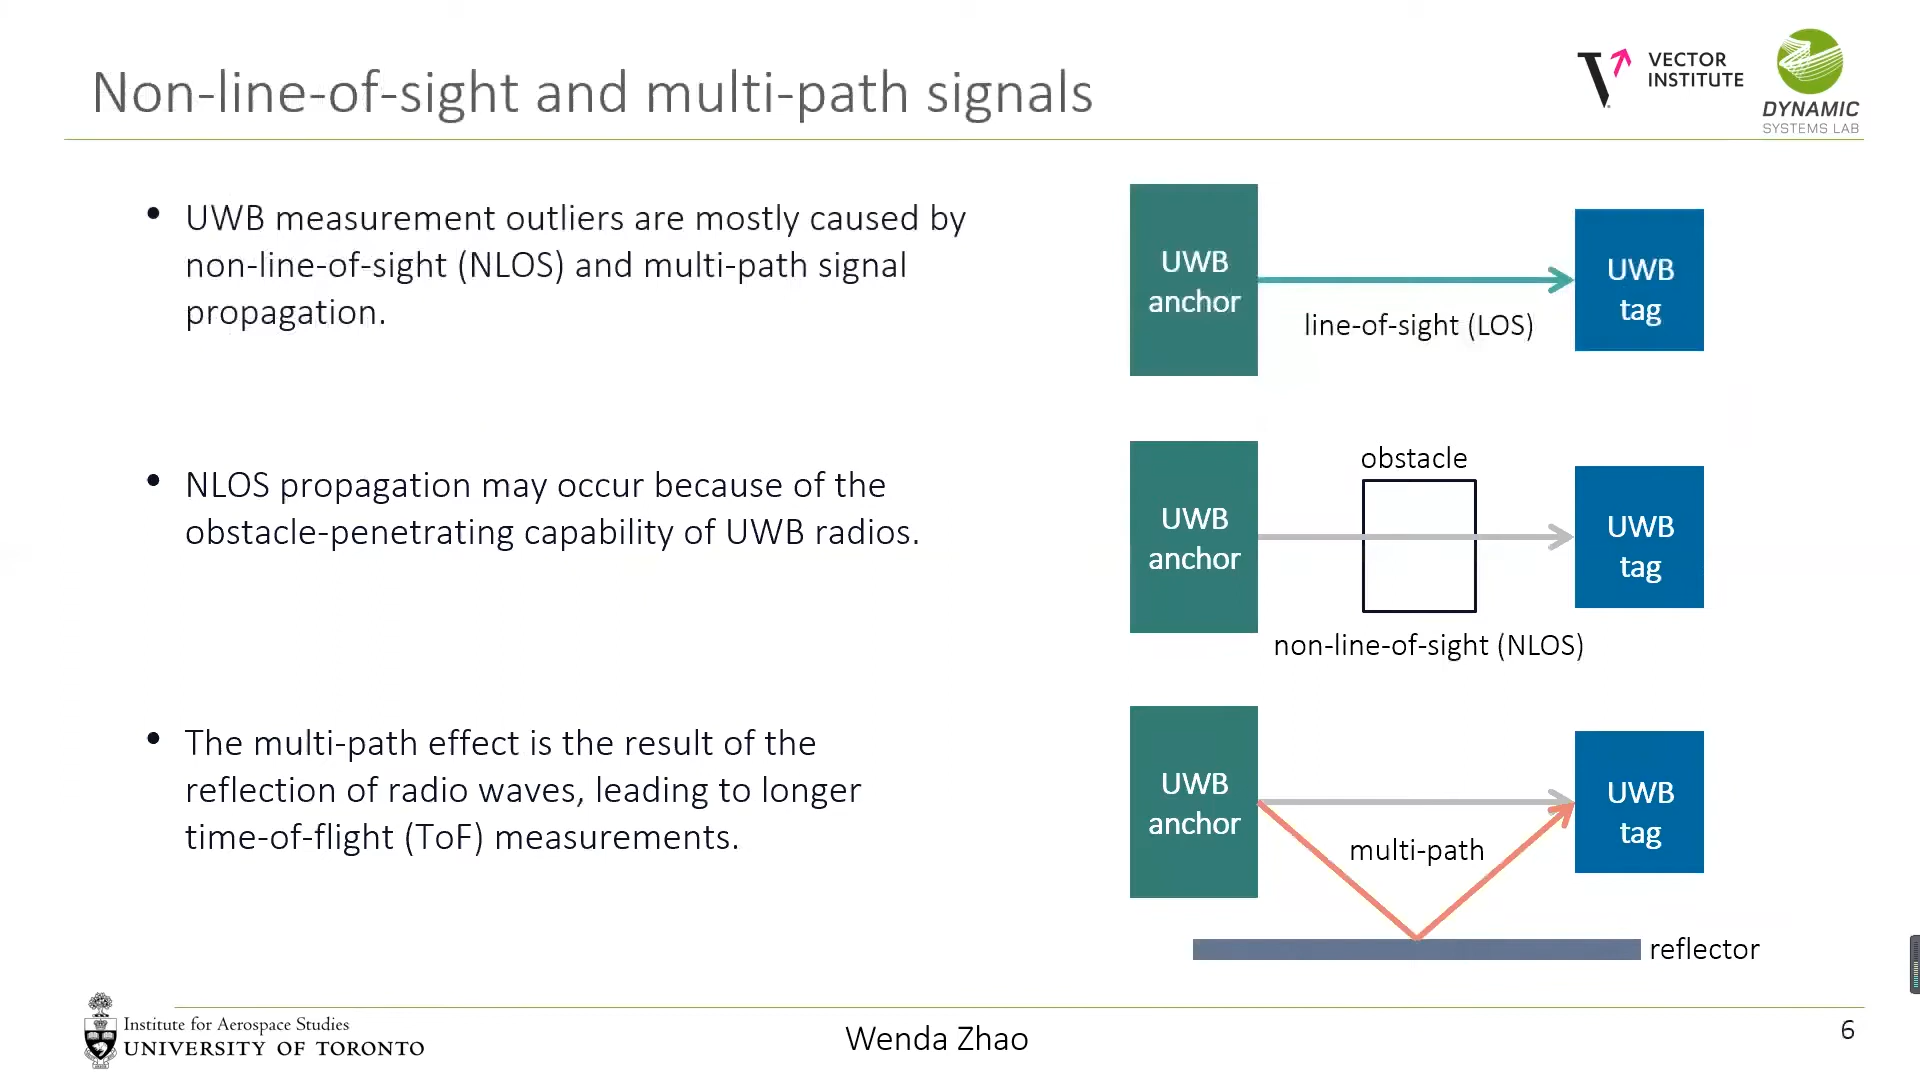 Non-line-of-sight and multi-path signals
VECTOR
INSTITUTE
DYNAMIC
SYSTEMS LAB
• UWB measurement outliers are mostly caused by
non-line-of-sight (NLOS) and multi-path signal
propagation.
UWB
anchor
line-of-sight (LOS)
UWB
tag
• NLOS propagation may occur because of the
obstacle-penetrating capability of UWB radios.
obstacle
UWB
anchor
UWB
tag
non-line-of-sight (NLOS)
• The multi-path effect is the result of the
reflection of radio waves, leading to longer
time-of-flight (ToF) measurements.
UWB
anchor
multi-path
UWB
tag
reflector
Institute for Aerospace Studies
UNIVERSITY OF TORONTO
Wenda Zhao
6